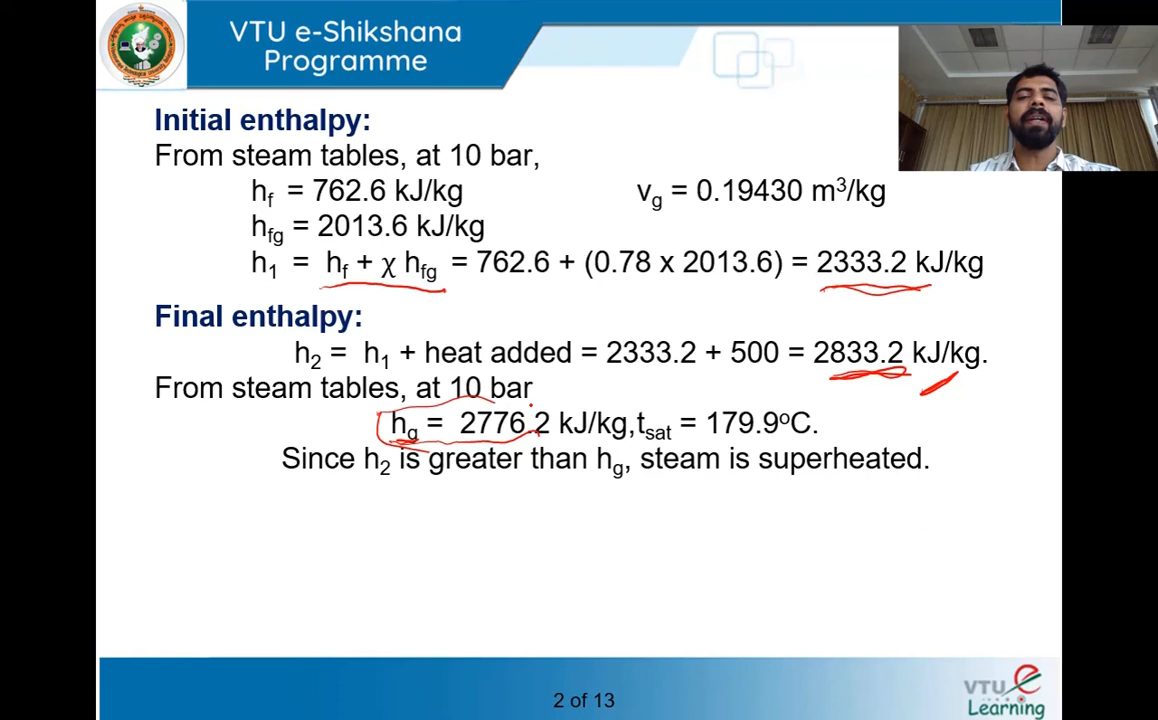 VTU e-Shikshana
Programme
Initial enthalpy:
From steam tables, at 10 bar,
hf = 762.6 kJ/kg vg = 0.19430 m³/kg
hfg = 2013.6 kJ/kg
h1 = hf + χ hfg = 762.6 + (0.78 x 2013.6) = 2333.2 kJ/kg
Final enthalpy:
h2 = h1 + heat added = 2333.2 + 500 = 2833.2 kJ/kg.
From steam tables, at 10 bar
hg = 2776.2 kJ/kg,tsat = 179.9ºC.
Since h2 is greater than hg, steam is superheated.
2 of 13
VTU e
Learning